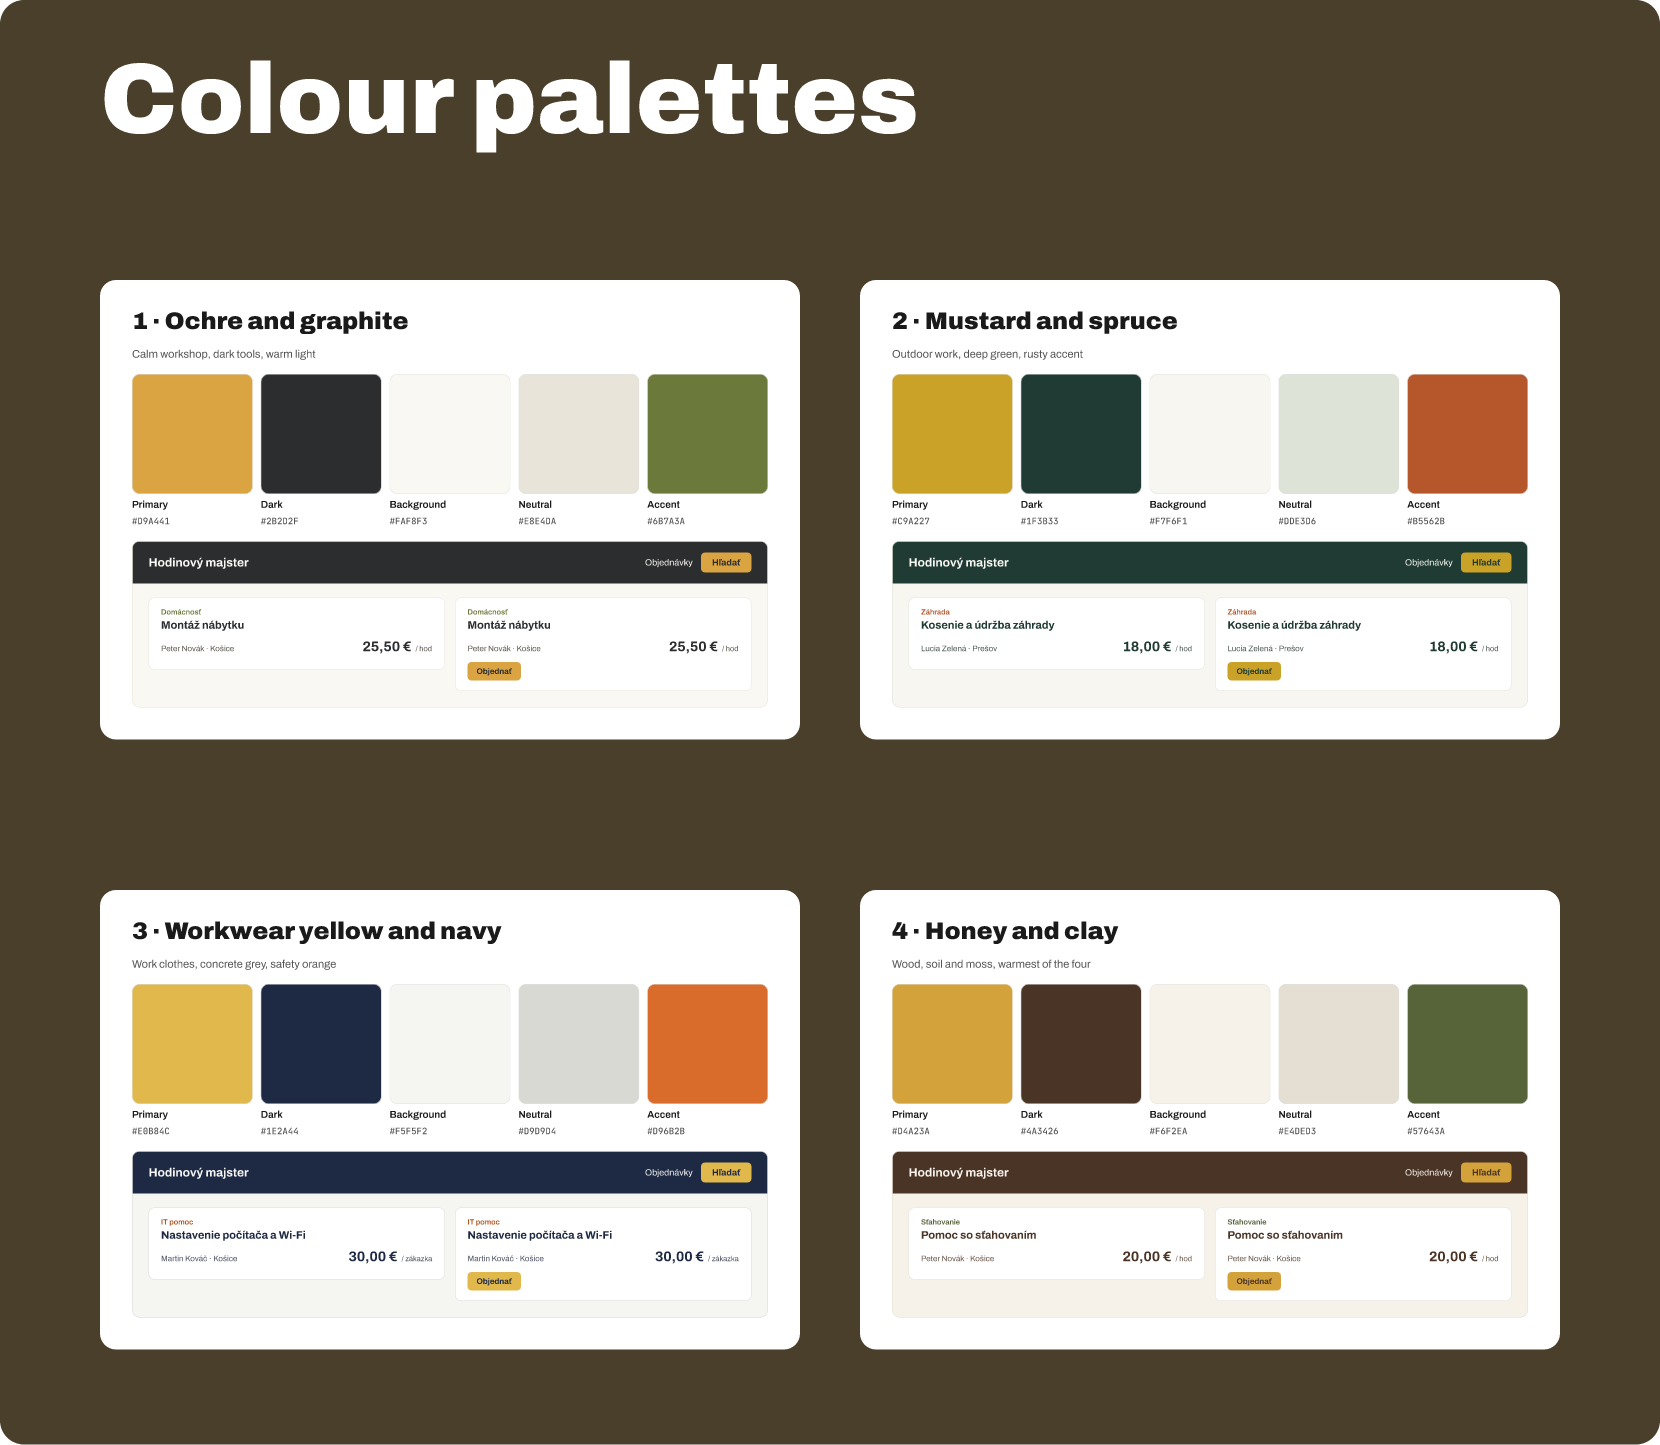 Colour palettes
1 · Ochre and graphite
Calm workshop, dark tools, warm light
Primary Dark Background Neutral Accent
#D9A441 #2B2D2F #FAF8F3 #E8E4DA #6B7A3A
Hodinový majster Objednávky Hľadať
Domácnosť
Montáž nábytku
Peter Novák · Košice 25,50 € / hod
Domácnosť
Montáž nábytku
Peter Novák · Košice 25,50 € / hod
Objednať
2 · Mustard and spruce
Outdoor work, deep green, rusty accent
Primary Dark Background Neutral Accent
#C9A227 #1F3B33 #F7F6F1 #DDE3D6 #B5562B
Hodinový majster Objednávky Hľadať
Záhrada
Kosenie a údržba záhrady
Lucia Zelená · Prešov 18,00 € / hod
Záhrada
Kosenie a údržba záhrady
Lucia Zelená · Prešov 18,00 € / hod
Objednať
3 · Workwear yellow and navy
Work clothes, concrete grey, safety orange
Primary Dark Background Neutral Accent
#E0B84C #1E2A44 #F5F5F2 #D9D9D4 #D96B2B
Hodinový majster Objednávky Hľadať
IT pomoc
Nastavenie počítača a Wi-Fi
Martin Kováč · Košice 30,00 € / zákazka
IT pomoc
Nastavenie počítača a Wi-Fi
Martin Kováč · Košice 30,00 € / zákazka
Objednať
4 · Honey and clay
Wood, soil and moss, warmest of the four
Primary Dark Background Neutral Accent
#D4A23A #4A3426 #F6F2EA #E4DED3 #57643A
Hodinový majster Objednávky Hľadať
Sťahovanie
Pomoc so sťahovaním
Peter Novák · Košice 20,00 € / hod
Sťahovanie
Pomoc so sťahovaním
Peter Novák · Košice 20,00 € / hod
Objednať